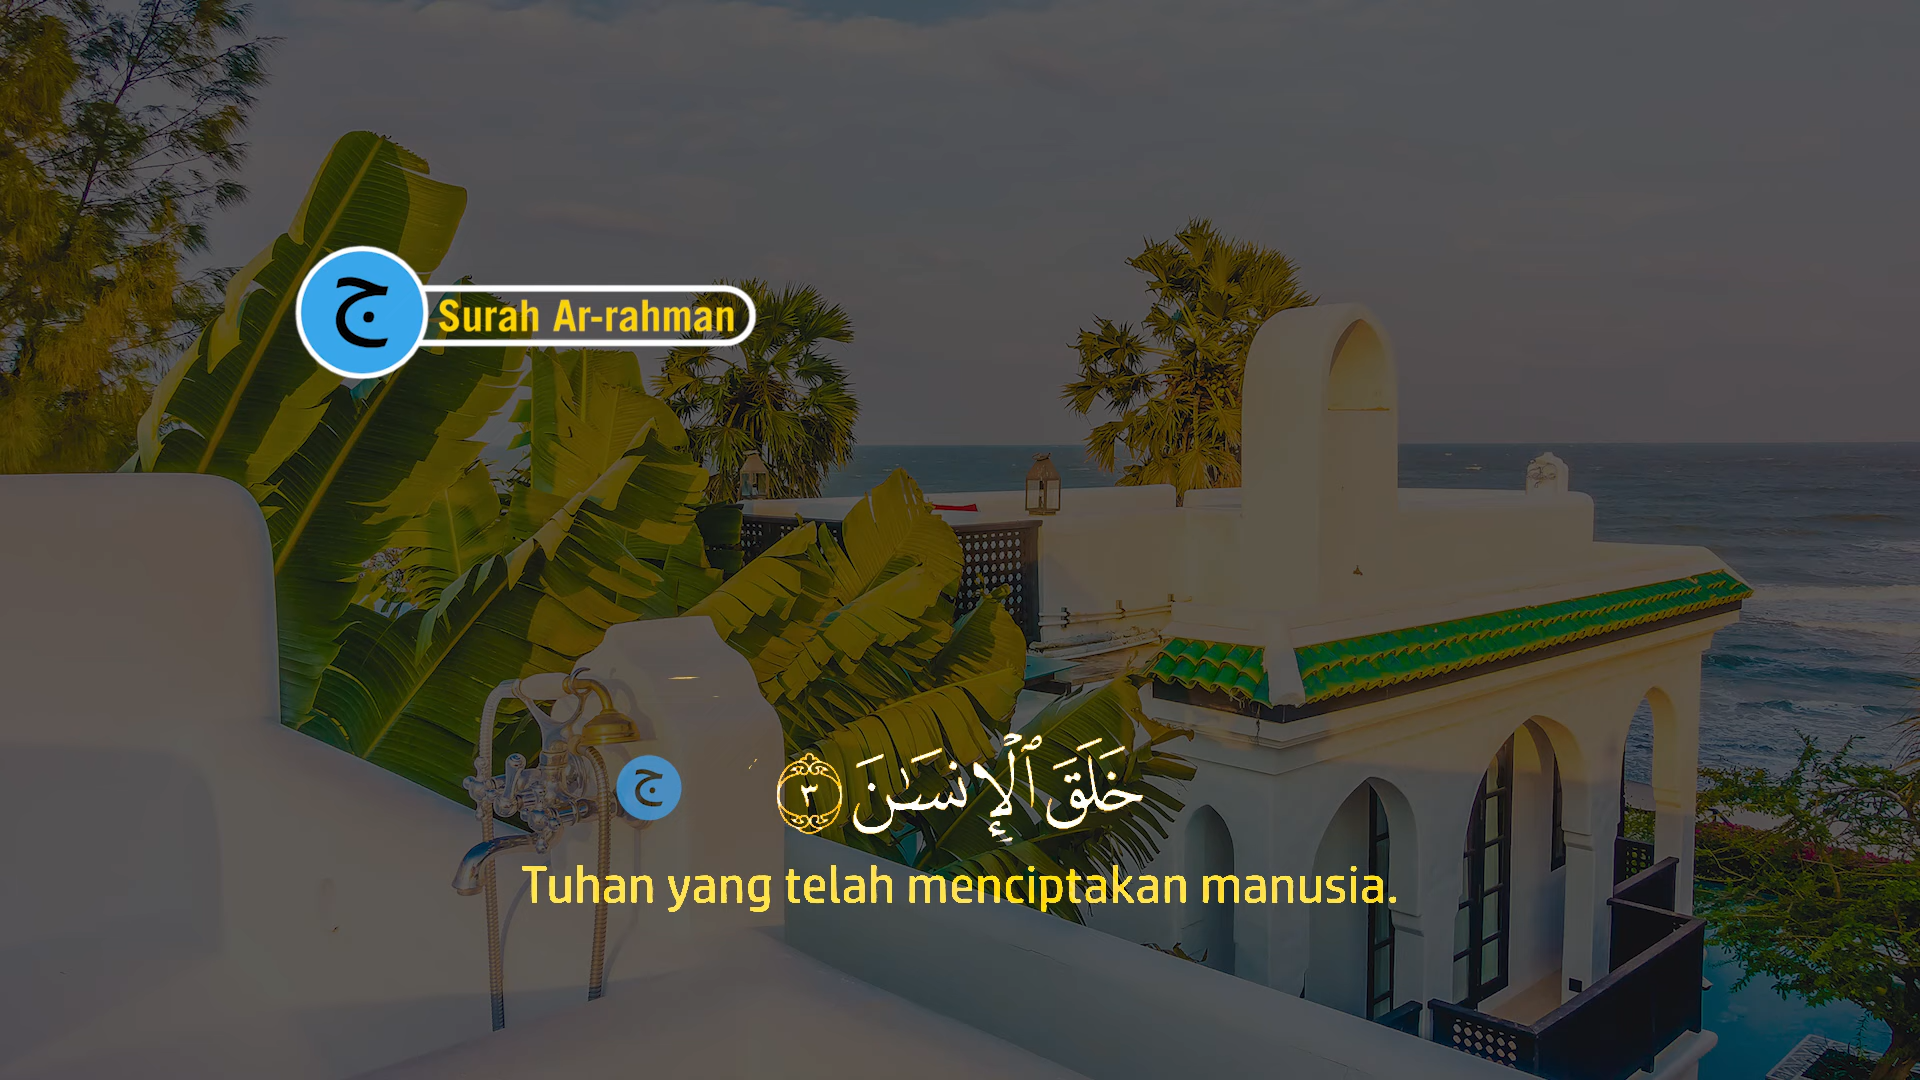 ج Surah Ar-rahman
ج خَلَقَ ٱلْإِنسَـٰنَ ٣
Tuhan yang telah menciptakan manusia.